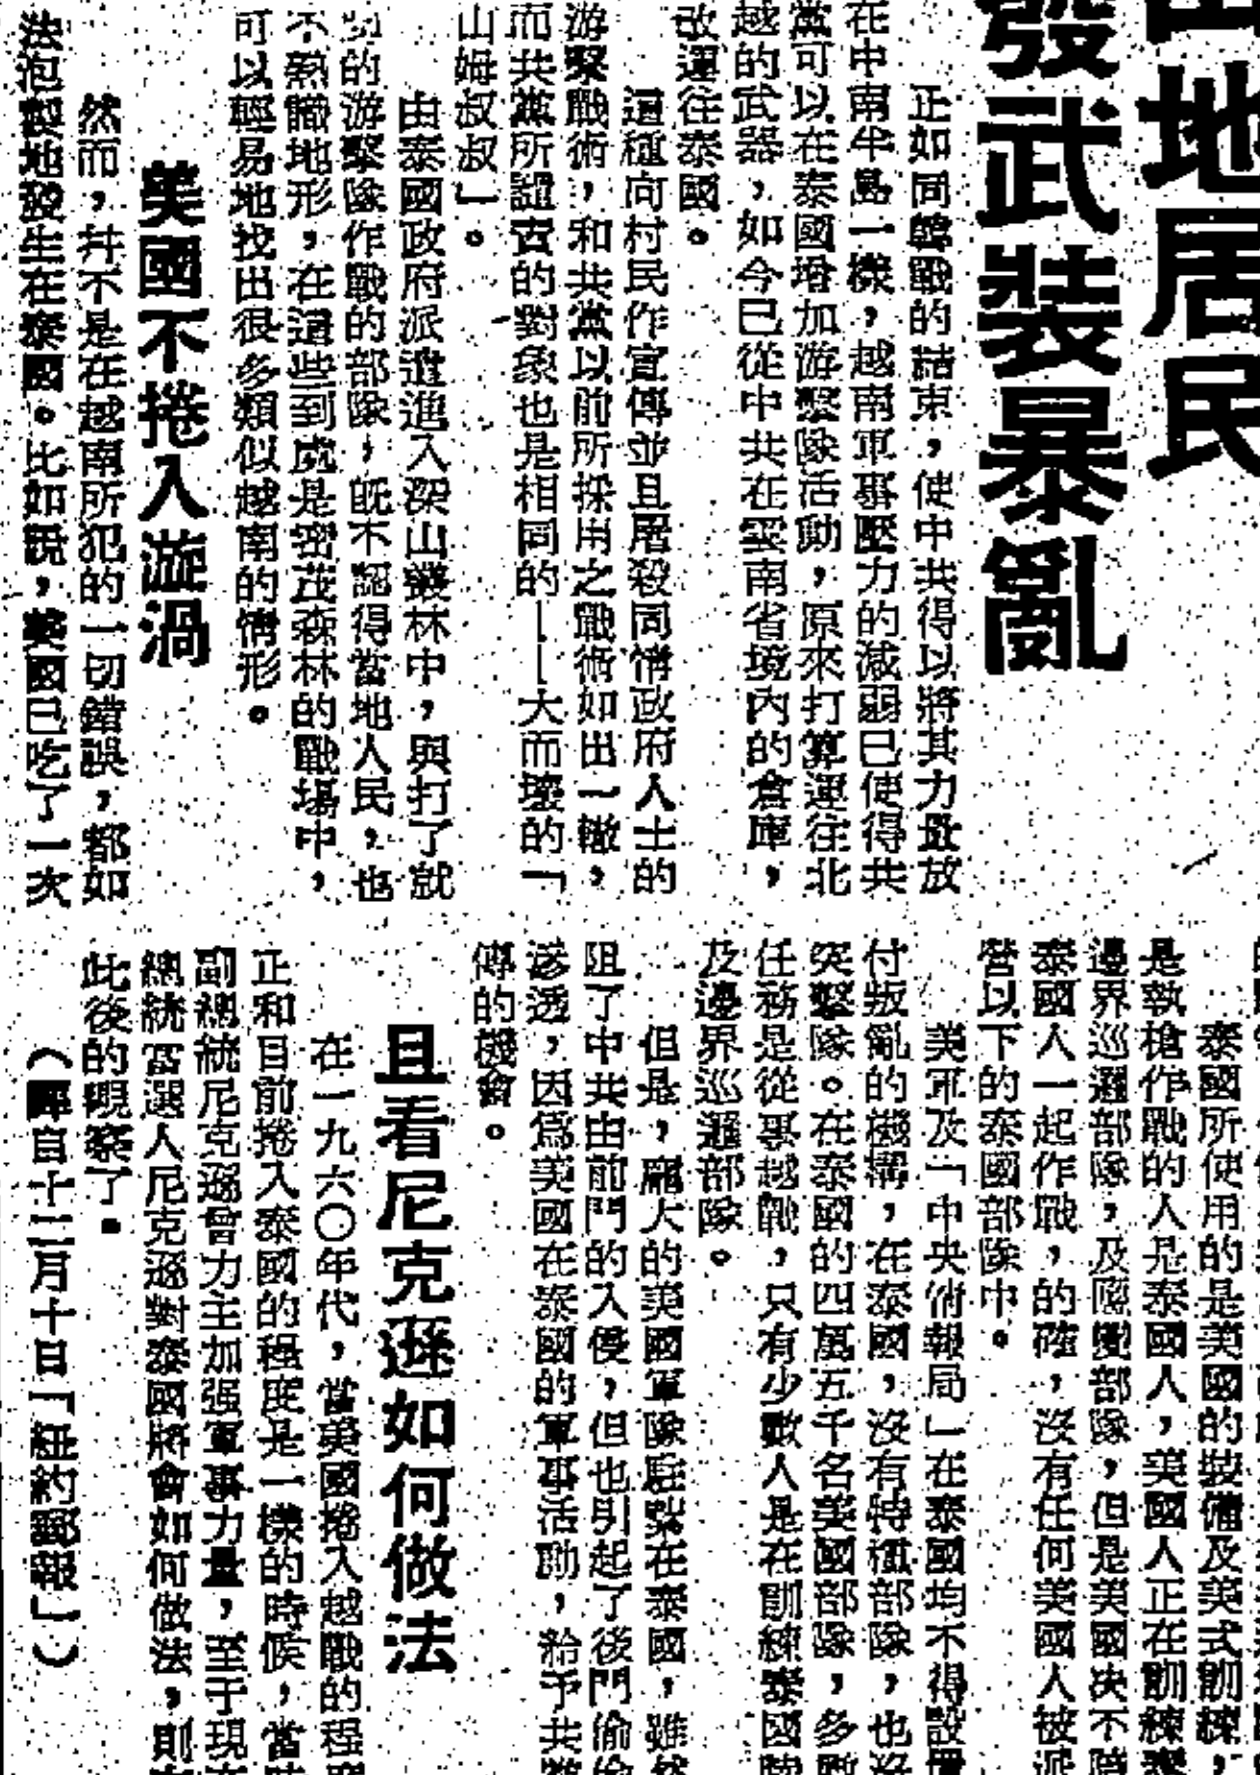 地居民
發武裝暴亂
正如同韓戰的結束，使中共得以將其力量放
在中南半島一樣，越南軍事壓力的減弱已使得共
黨可以在泰國增加游擊隊活動，原來打算運往北
越的武器，如今已從中共在雲南省境內的倉庫，
改運往泰國。
這種向村民作宣傳並且屠殺同情政府人士的
游擊戰術，和共黨以前所採用之戰術如出一轍，
而共黨所譴責的對象也是相同的——大而壞的「
山姆叔叔」。
由泰國政府派進進入深山叢林中，與打了就
的游擊隊作戰的部隊，既不認得當地人民，也
不熟識地形，在這些到處是密茂森林的戰場中，
可以輕易地找出很多類似越南的情形。
美國不捲入漩渦
然而，幷不是在越南所犯的一切錯誤，都如
法泡製地發生在泰國。比如說，美國已吃了一次
泰國所使用的是美國的裝備及美式訓練，
是執槍作戰的人是泰國人，美國人正在訓練泰
邊界巡邏部隊，及應變部隊，但是美國决不
泰國人一起作戰，的確，沒有任何美國人被派
營以下的泰國部隊中。
美軍及「中央情報局」在泰國均不得設置
付叛亂的機構，在泰國，沒有特種部隊，也沒
突擊隊。在泰國的四萬五千名美國部隊，多數
任務是從事越戰，只有少數人是在訓練泰國陸
及邊界巡邏部隊。
但是，龐大的美國軍隊駐紮在泰國，雖然
阻了中共由前門的入侵，但也引起了後門偷偷
滲透，因爲美國在泰國的軍事活動，給予共黨
傳的機會。
且看尼克遜如何做法
在一九六〇年代，當美國捲入越戰的程度
正和目前捲入泰國的程度是一樣的時候，當時
副總統尼克遜曾力主加强軍事力量，至于現在
總統當選人尼克遜對泰國將會如何做法，則
此後的觀察了。
（譯自十二月十日「紐約郵報」）